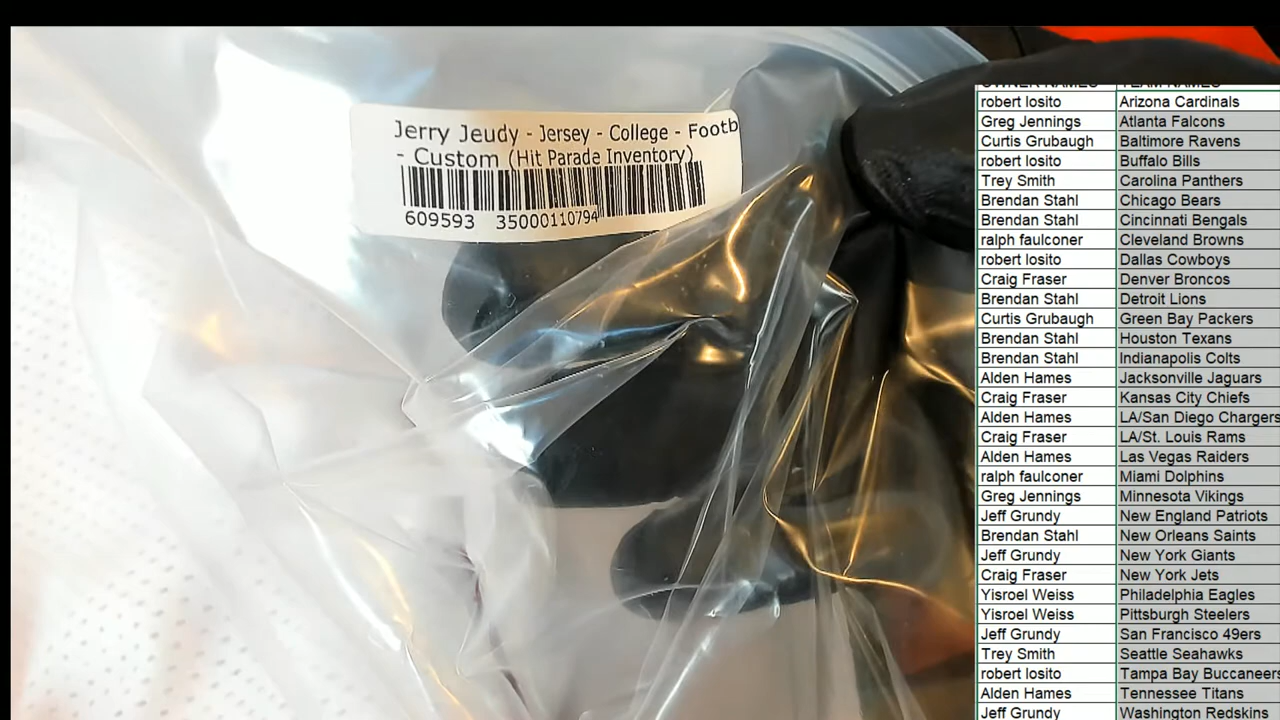 Jerry Jeudy - Jersey - College - Footb
- Custom (Hit Parade Inventory)
609593 35000110794
OWNER NAMES TEAM NAMES
robert losito Arizona Cardinals
Greg Jennings Atlanta Falcons
Curtis Grubaugh Baltimore Ravens
robert losito Buffalo Bills
Trey Smith Carolina Panthers
Brendan Stahl Chicago Bears
Brendan Stahl Cincinnati Bengals
ralph faulconer Cleveland Browns
robert losito Dallas Cowboys
Craig Fraser Denver Broncos
Brendan Stahl Detroit Lions
Curtis Grubaugh Green Bay Packers
Brendan Stahl Houston Texans
Brendan Stahl Indianapolis Colts
Alden Hames Jacksonville Jaguars
Craig Fraser Kansas City Chiefs
Alden Hames LA/San Diego Chargers
Craig Fraser LA/St. Louis Rams
Alden Hames Las Vegas Raiders
ralph faulconer Miami Dolphins
Greg Jennings Minnesota Vikings
Jeff Grundy New England Patriots
Brendan Stahl New Orleans Saints
Jeff Grundy New York Giants
Craig Fraser New York Jets
Yisroel Weiss Philadelphia Eagles
Yisroel Weiss Pittsburgh Steelers
Jeff Grundy San Francisco 49ers
Trey Smith Seattle Seahawks
robert losito Tampa Bay Buccaneers
Alden Hames Tennessee Titans
Jeff Grundy Washington Redskins